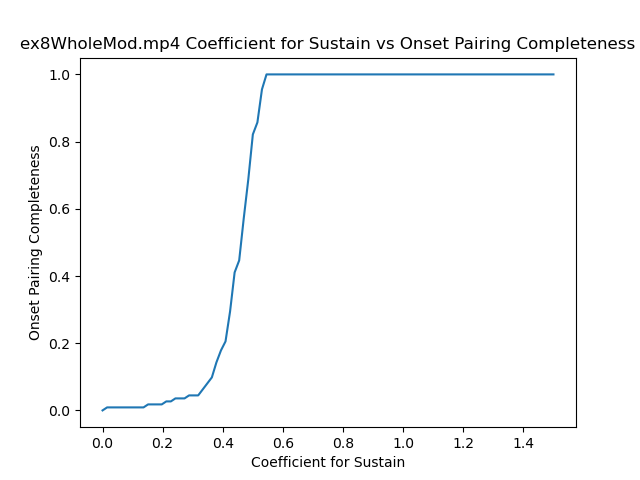 ex8WholeMod.mp4 Coefficient for Sustain vs Onset Pairing Completeness
1.0
0.8
0.6
0.4
0.2
0.0
Onset Pairing Completeness
0.0 0.2 0.4 0.6 0.8 1.0 1.2 1.4
Coefficient for Sustain